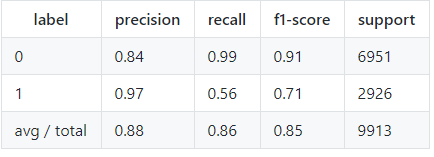 label precision recall f1-score support
0 0.84 0.99 0.91 6951
1 0.97 0.56 0.71 2926
avg / total 0.88 0.86 0.85 9913